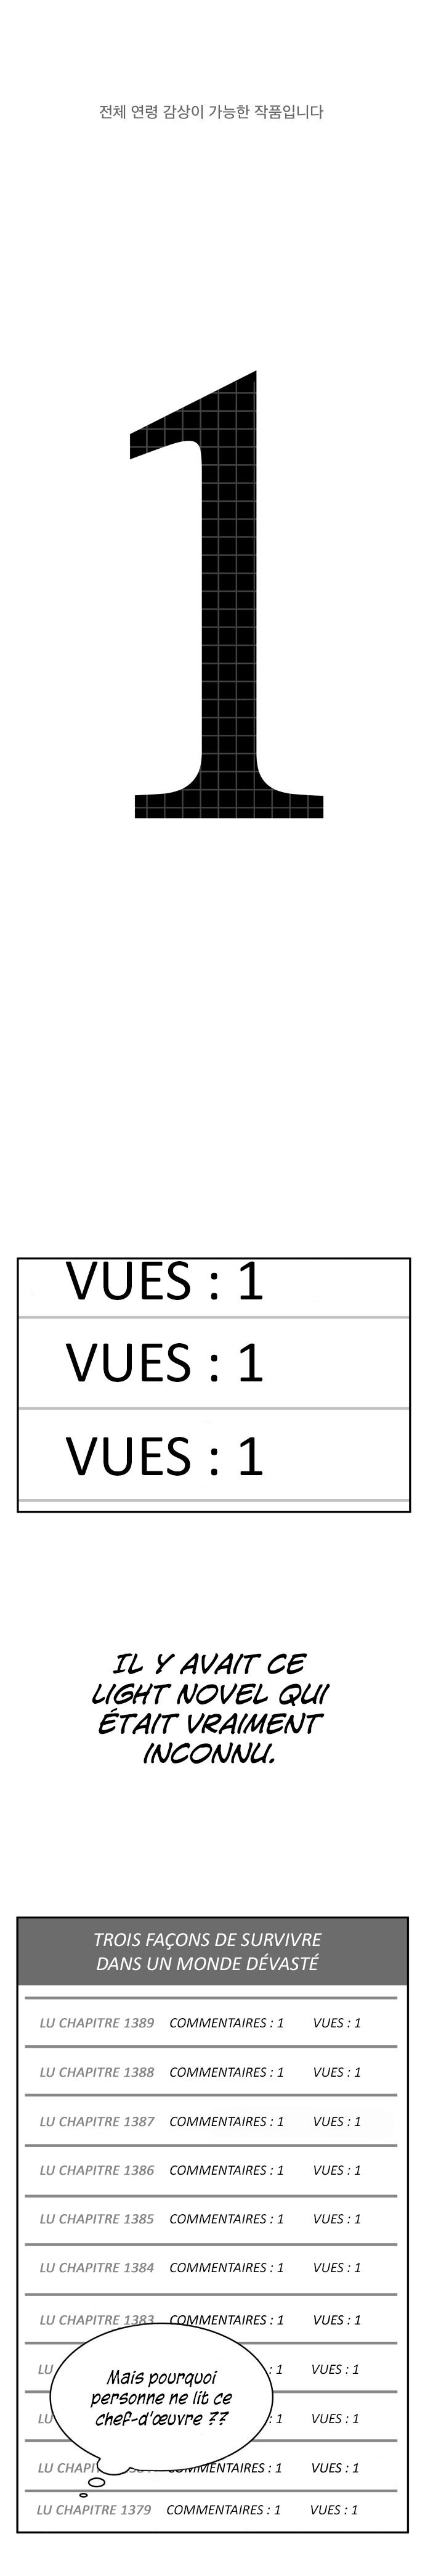 전체 연령 감상이 가능한 작품입니다
1
VUES : 1
VUES : 1
VUES : 1
IL Y AVAIT CE
LIGHT NOVEL QUI
ÉTAIT VRAIMENT
INCONNU.
TROIS FAÇONS DE SURVIVRE
DANS UN MONDE DÉVASTÉ
LU CHAPITRE 1389 COMMENTAIRES : 1 VUES : 1
LU CHAPITRE 1388 COMMENTAIRES : 1 VUES : 1
LU CHAPITRE 1387 COMMENTAIRES : 1 VUES : 1
LU CHAPITRE 1386 COMMENTAIRES : 1 VUES : 1
LU CHAPITRE 1385 COMMENTAIRES : 1 VUES : 1
LU CHAPITRE 1384 COMMENTAIRES : 1 VUES : 1
LU CHAPITRE 1383 COMMENTAIRES : 1 VUES : 1
LU : 1 VUES : 1
Mais pourquoi
personne ne lit ce
chef-d'œuvre ??
LU : 1 VUES : 1
LU : 1 VUES : 1
LU CHAPITRE 1379 COMMENTAIRES : 1 VUES : 1